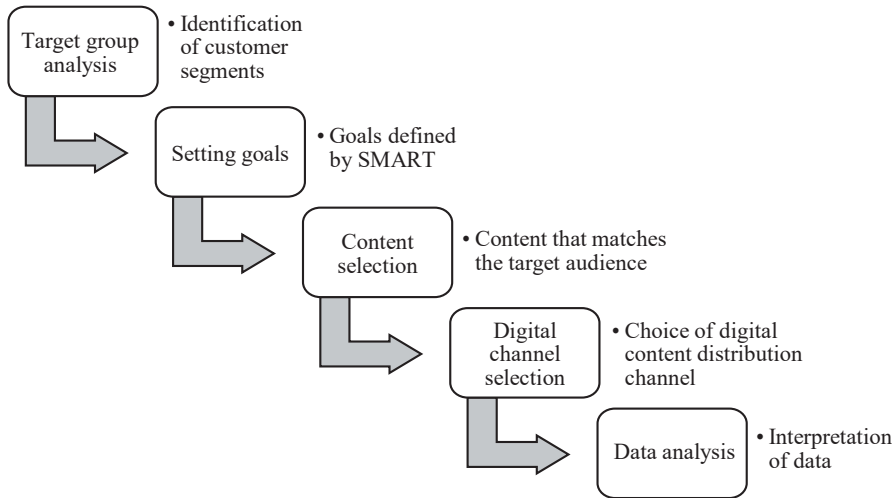 Target group
analysis
• Identification
of customer
segments
Setting goals
• Goals defined
by SMART
Content
selection
• Content that matches
the target audience
Digital
channel
selection
• Choice of digital
content distribution
channel
Data analysis
• Interpretation
of data